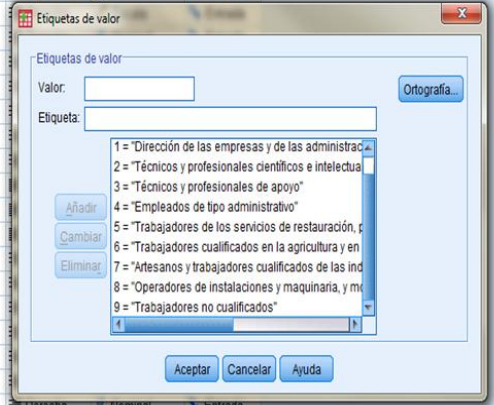 Etiquetas de valor
Etiquetas de valor
Valor:
Ortografía...
Etiqueta:
1 = "Dirección de las empresas y de las administrac
2 = "Técnicos y profesionales científicos e intelectua
3 = "Técnicos y profesionales de apoyo"
4 = "Empleados de tipo administrativo"
5 = "Trabajadores de los servicios de restauración, p
6 = "Trabajadores cualificados en la agricultura y en
7 = "Artesanos y trabajadores cualificados de las ind
8 = "Operadores de instalaciones y maquinaria, y mo
9 = "Trabajadores no cualificados"
Añadir
Cambiar
Eliminar
Aceptar Cancelar Ayuda